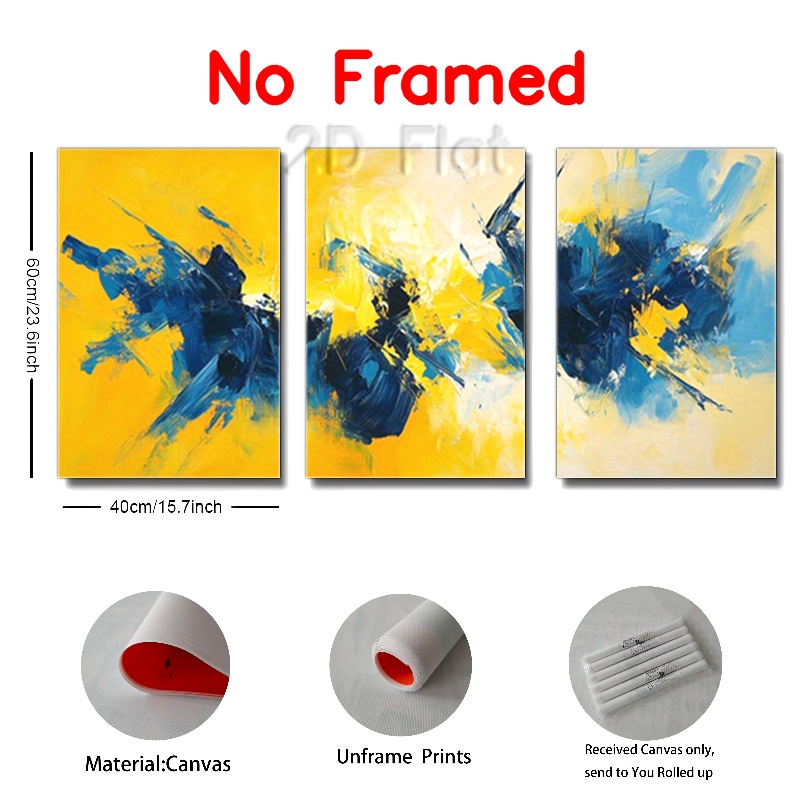 No Framed
2D Flat
60cm/23.6inch
40cm/15.7inch
Material:Canvas
Unframe Prints
Received Canvas only,
send to You Rolled up